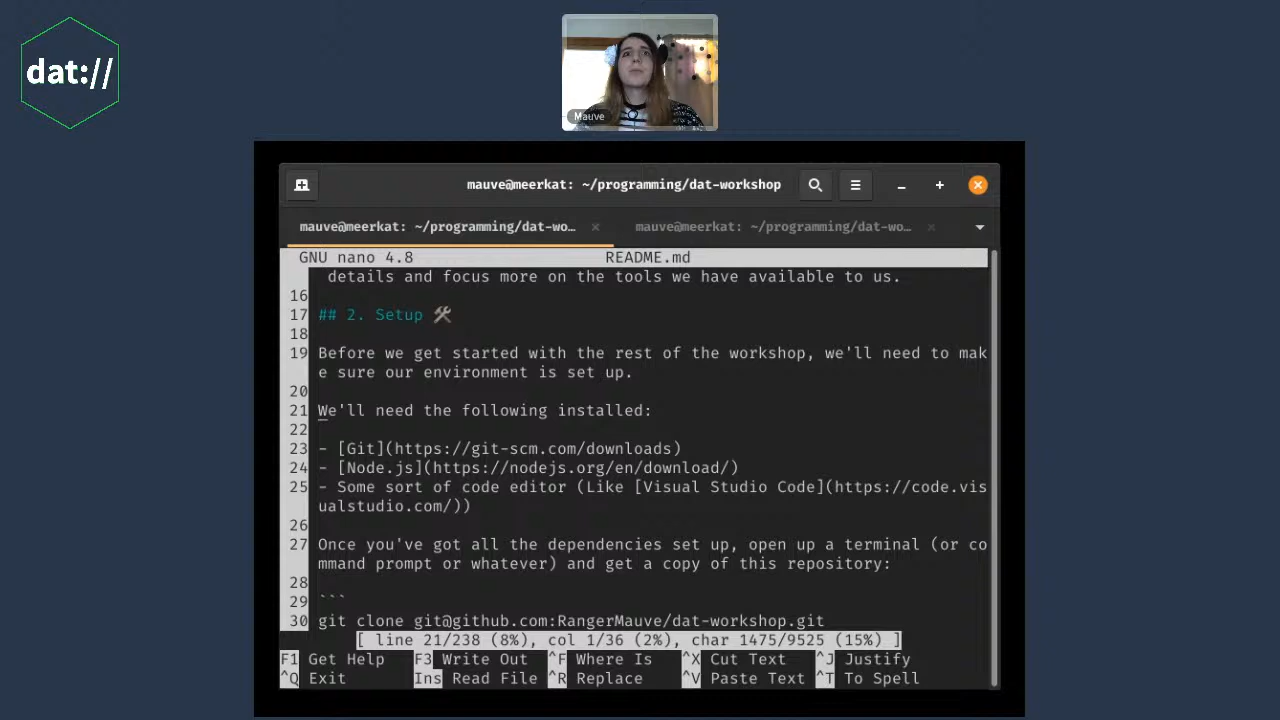 dat://
Mauve
mauve@meerkat: ~/programming/dat-workshop
mauve@meerkat: ~/programming/dat-wo…
mauve@meerkat: ~/programming/dat-wo…
GNU nano 4.8 README.md
details and focus more on the tools we have available to us.
16
17 ## 2. Setup 🛠
18
19 Before we get started with the rest of the workshop, we'll need to mak
e sure our environment is set up.
20
21 We'll need the following installed:
22
23 - [Git](https://git-scm.com/downloads)
24 - [Node.js](https://nodejs.org/en/download/)
25 - Some sort of code editor (Like [Visual Studio Code](https://code.vis
ualstudio.com/))
26
27 Once you've got all the dependencies set up, open up a terminal (or co
mmand prompt or whatever) and get a copy of this repository:
28
29 ```
30 git clone git@github.com:RangerMauve/dat-workshop.git
[ line 21/238 (8%), col 1/36 (2%), char 1475/9525 (15%) ]
F1 Get Help F3 Write Out ^F Where Is ^X Cut Text ^J Justify
^Q Exit Ins Read File ^R Replace ^V Paste Text ^T To Spell